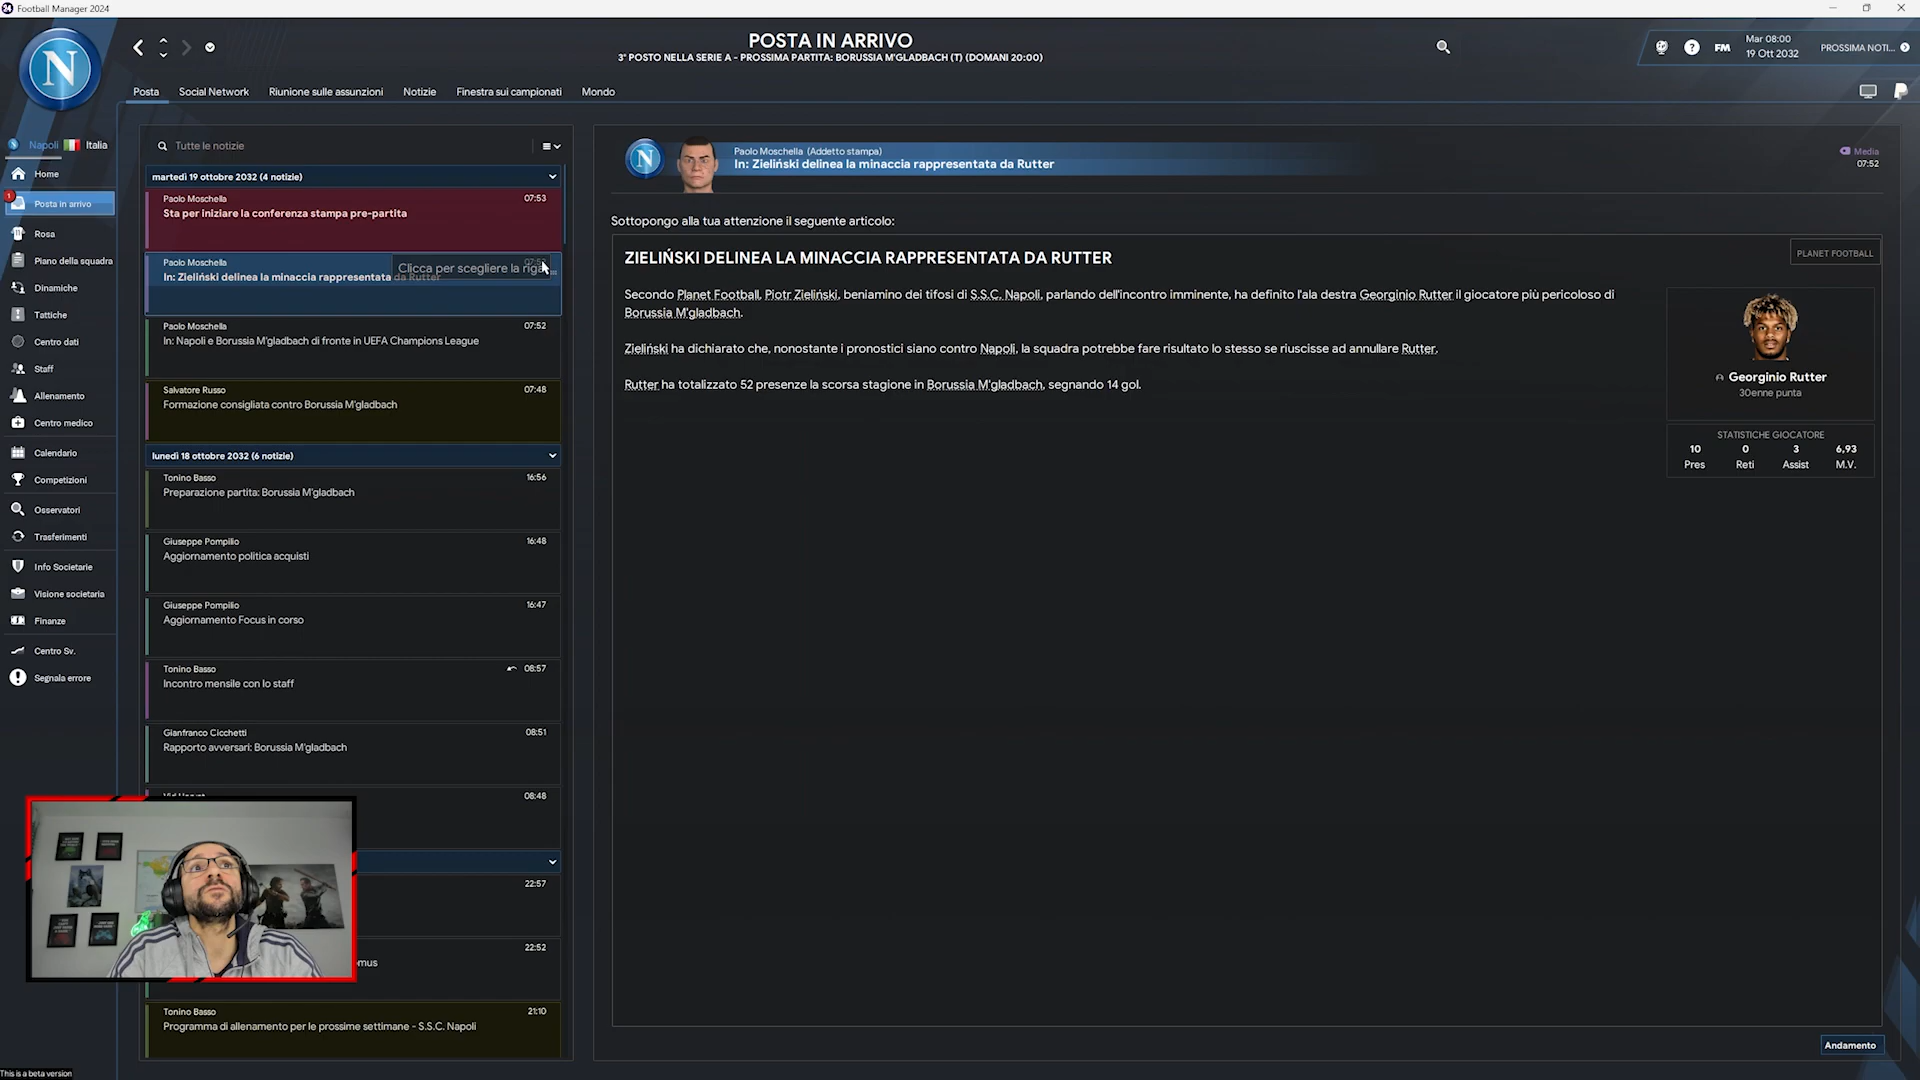 Football Manager 2024
POSTA IN ARRIVO
3° POSTO NELLA SERIE A - PROSSIMA PARTITA: BORUSSIA M'GLADBACH (T) (DOMANI 20:00)
FM
Mar 08:00
19 Ott 2032
PROSSIMA NOTI...
Posta
Social Network
Riunione sulle assunzioni
Notizie
Finestra sui campionati
Mondo
Napoli
Italia
Home
1
Posta in arrivo
Rosa
Piano della squadra
Dinamiche
Tattiche
Centro dati
Staff
Allenamento
Centro medico
Calendario
Competizioni
Osservatori
Trasferimenti
Info Societarie
Visione societaria
Finanze
Centro Sv.
Segnala errore
This is a beta version
Tutte le notizie
martedì 19 ottobre 2032 (4 notizie)
Paolo Moschella 07:53
Sta per iniziare la conferenza stampa pre-partita
Paolo Moschella 07:52
In: Zieliński delinea la minaccia rappresentata da Rutter
Clicca per scegliere la riga
Paolo Moschella 07:52
In: Napoli e Borussia M'gladbach di fronte in UEFA Champions League
Salvatore Russo 07:48
Formazione consigliata contro Borussia M'gladbach
lunedì 18 ottobre 2032 (6 notizie)
Tonino Basso 16:56
Preparazione partita: Borussia M'gladbach
Giuseppe Pompilio 16:48
Aggiornamento politica acquisti
Giuseppe Pompilio 16:47
Aggiornamento Focus in corso
Tonino Basso 08:57
Incontro mensile con lo staff
Gianfranco Cicchetti 08:51
Rapporto avversari: Borussia M'gladbach
08:48
22:57
22:52
omus
Tonino Basso 21:10
Programma di allenamento per le prossime settimane - S.S.C. Napoli
Paolo Moschella (Addetto stampa)
In: Zieliński delinea la minaccia rappresentata da Rutter
Media
07:52
Sottopongo alla tua attenzione il seguente articolo:
ZIELIŃSKI DELINEA LA MINACCIA RAPPRESENTATA DA RUTTER
PLANET FOOTBALL
Secondo Planet Football, Piotr Zieliński, beniamino dei tifosi di S.S.C. Napoli, parlando dell'incontro imminente, ha definito l'ala destra Georginio Rutter il giocatore più pericoloso di
Borussia M'gladbach.
Zieliński ha dichiarato che, nonostante i pronostici siano contro Napoli, la squadra potrebbe fare risultato lo stesso se riuscisse ad annullare Rutter.
Rutter ha totalizzato 52 presenze la scorsa stagione in Borussia M'gladbach, segnando 14 gol.
Georginio Rutter
30enne punta
STATISTICHE GIOCATORE
10 0 3 6,93
Pres Reti Assist M.V.
Andamento